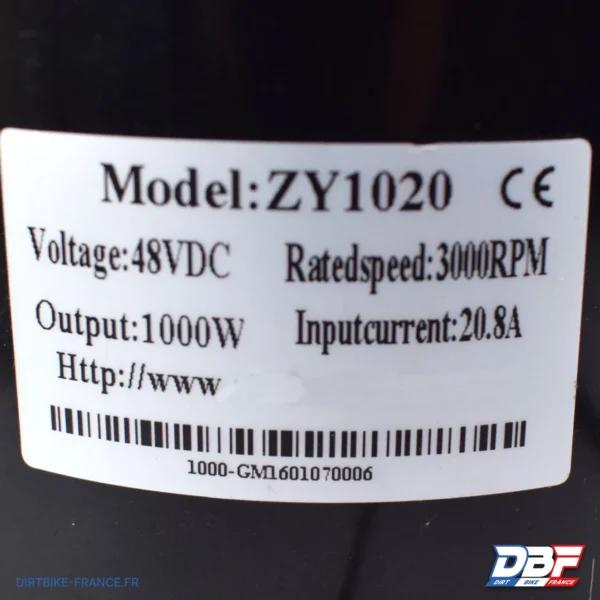 Model:ZY1020 CE
Voltage:48VDC Ratedspeed:3000RPM
Output:1000W Inputcurrent:20.8A
Http://www
1000-GM1601070006
DIRTBIKE-FRANCE.FR
DBF
DIRT BIKE FRANCE